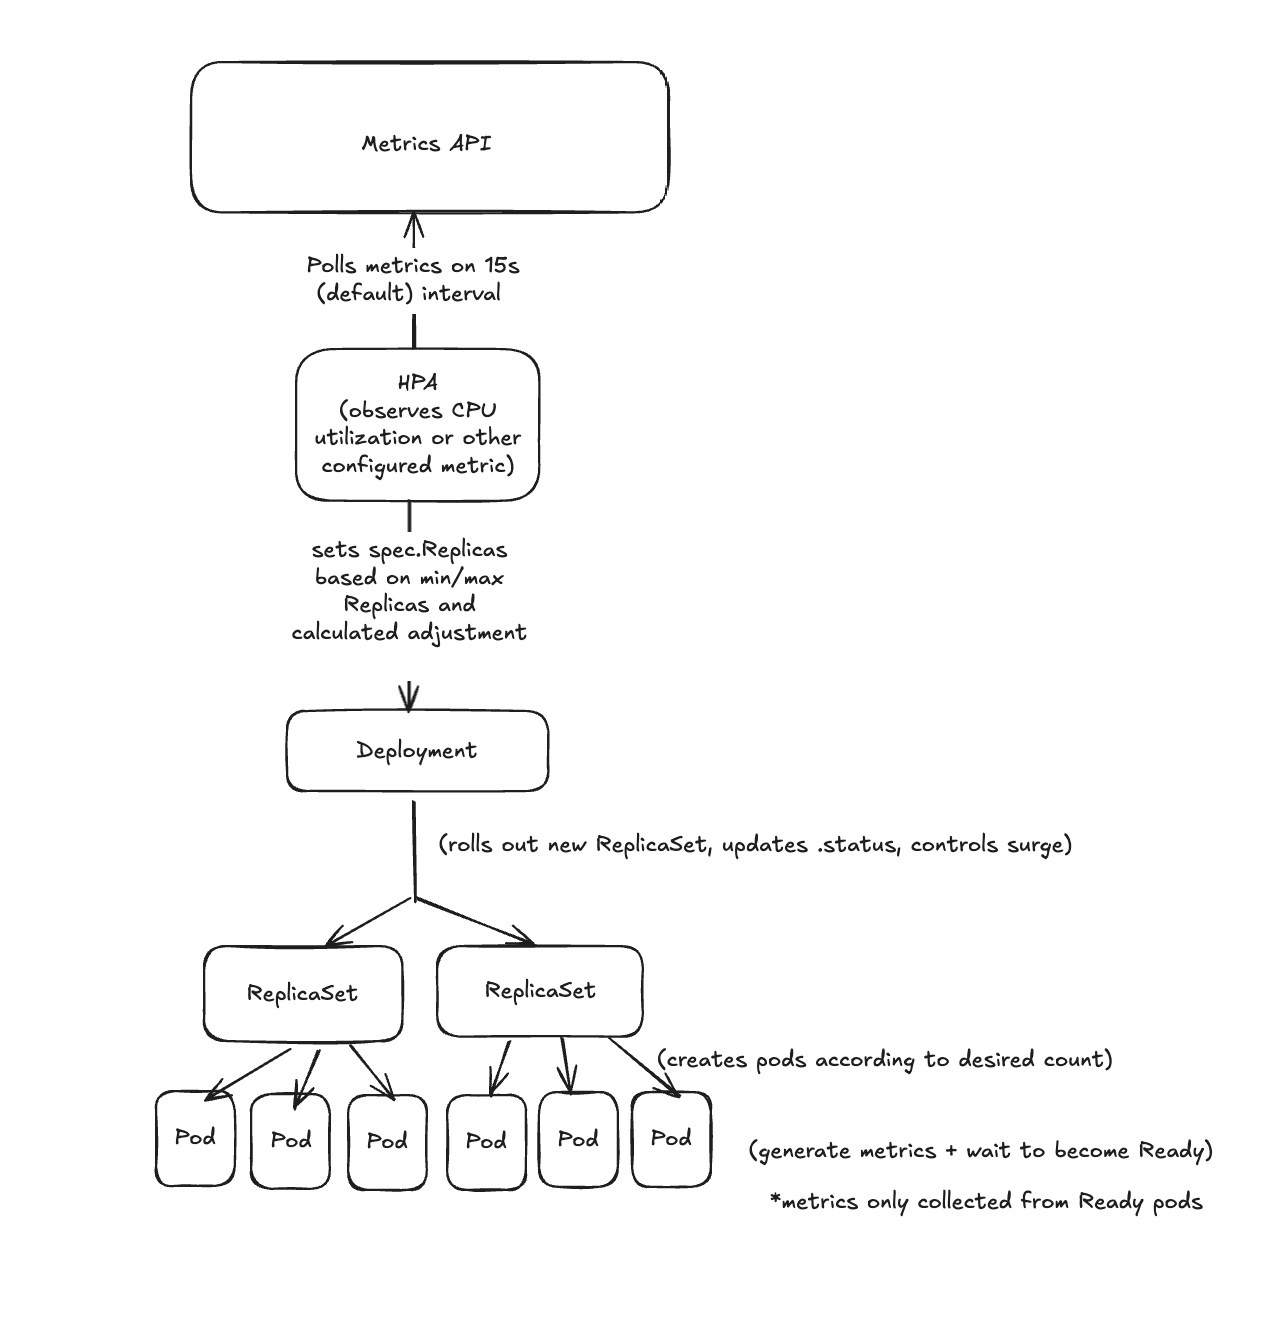 Metrics API
Polls metrics on 15s
(default) interval
HPA
(observes CPU
utilization or other
configured metric)
sets spec.Replicas
based on min/max
Replicas and
calculated adjustment
Deployment
(rolls out new ReplicaSet, updates .status, controls surge)
ReplicaSet
ReplicaSet
(creates pods according to desired count)
Pod
Pod
Pod
Pod
Pod
Pod
(generate metrics + wait to become Ready)
*metrics only collected from Ready pods